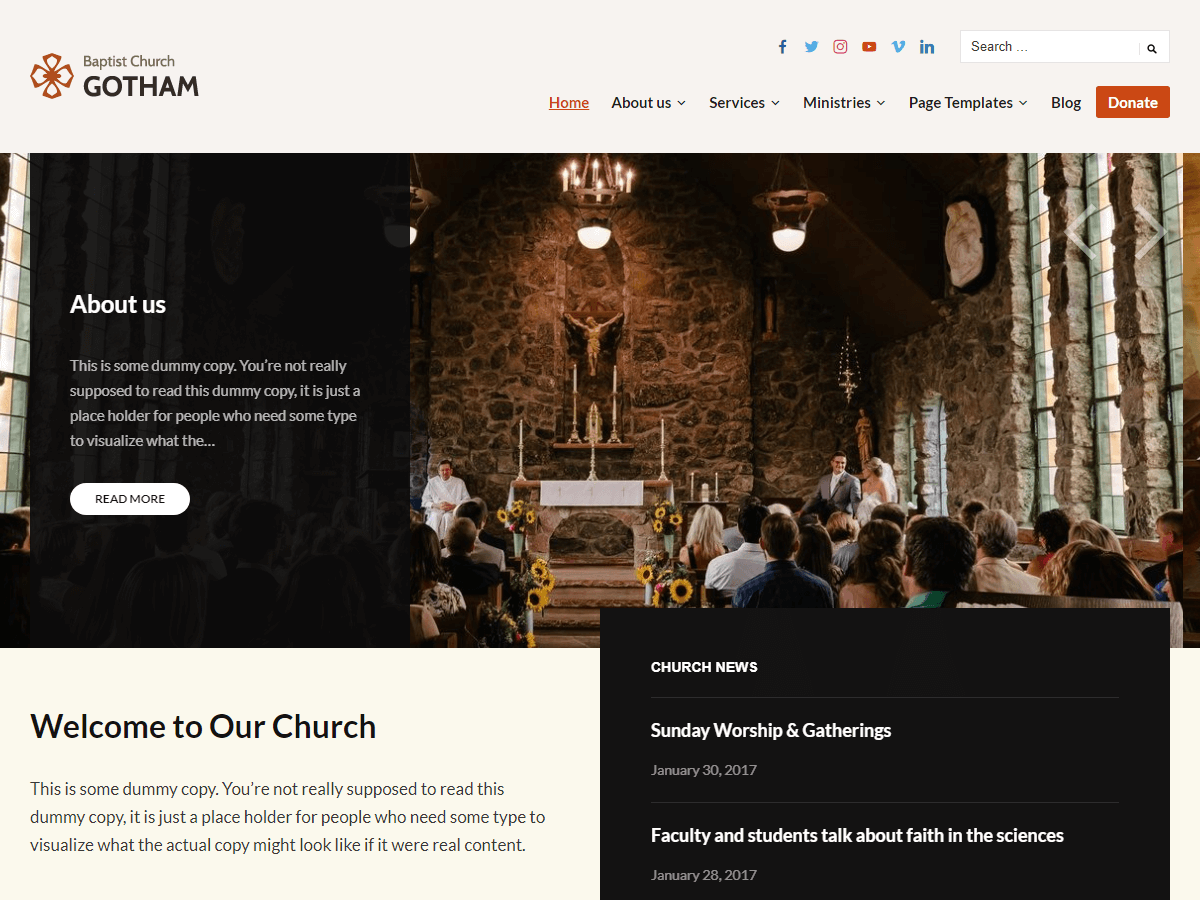 Baptist Church
GOTHAM
Search ...
Home About us Services Ministries Page Templates Blog Donate
About us
This is some dummy copy. You’re not really
supposed to read this dummy copy, it is just a
place holder for people who need some type
to visualize what the...
READ MORE
Welcome to Our Church
This is some dummy copy. You’re not really supposed to read this
dummy copy, it is just a place holder for people who need some type to
visualize what the actual copy might look like if it were real content.
CHURCH NEWS
Sunday Worship & Gatherings
January 30, 2017
Faculty and students talk about faith in the sciences
January 28, 2017